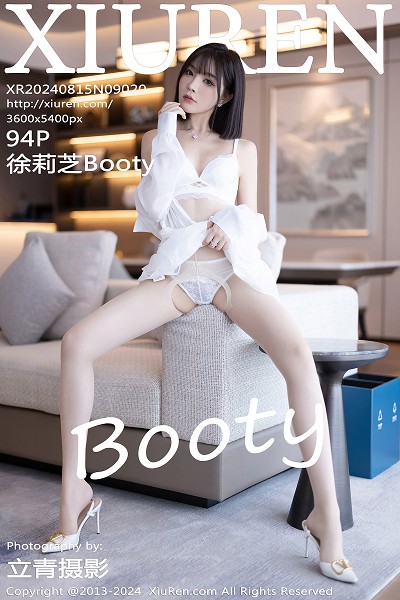 XIUREN
XR20240815N09020
http://xiuren.com/
3600x5400px
94P
徐莉芝Booty
Booty
Photography by:
立青摄影
Copyright@2013-2024 XiuRen.com All Rights Reserved